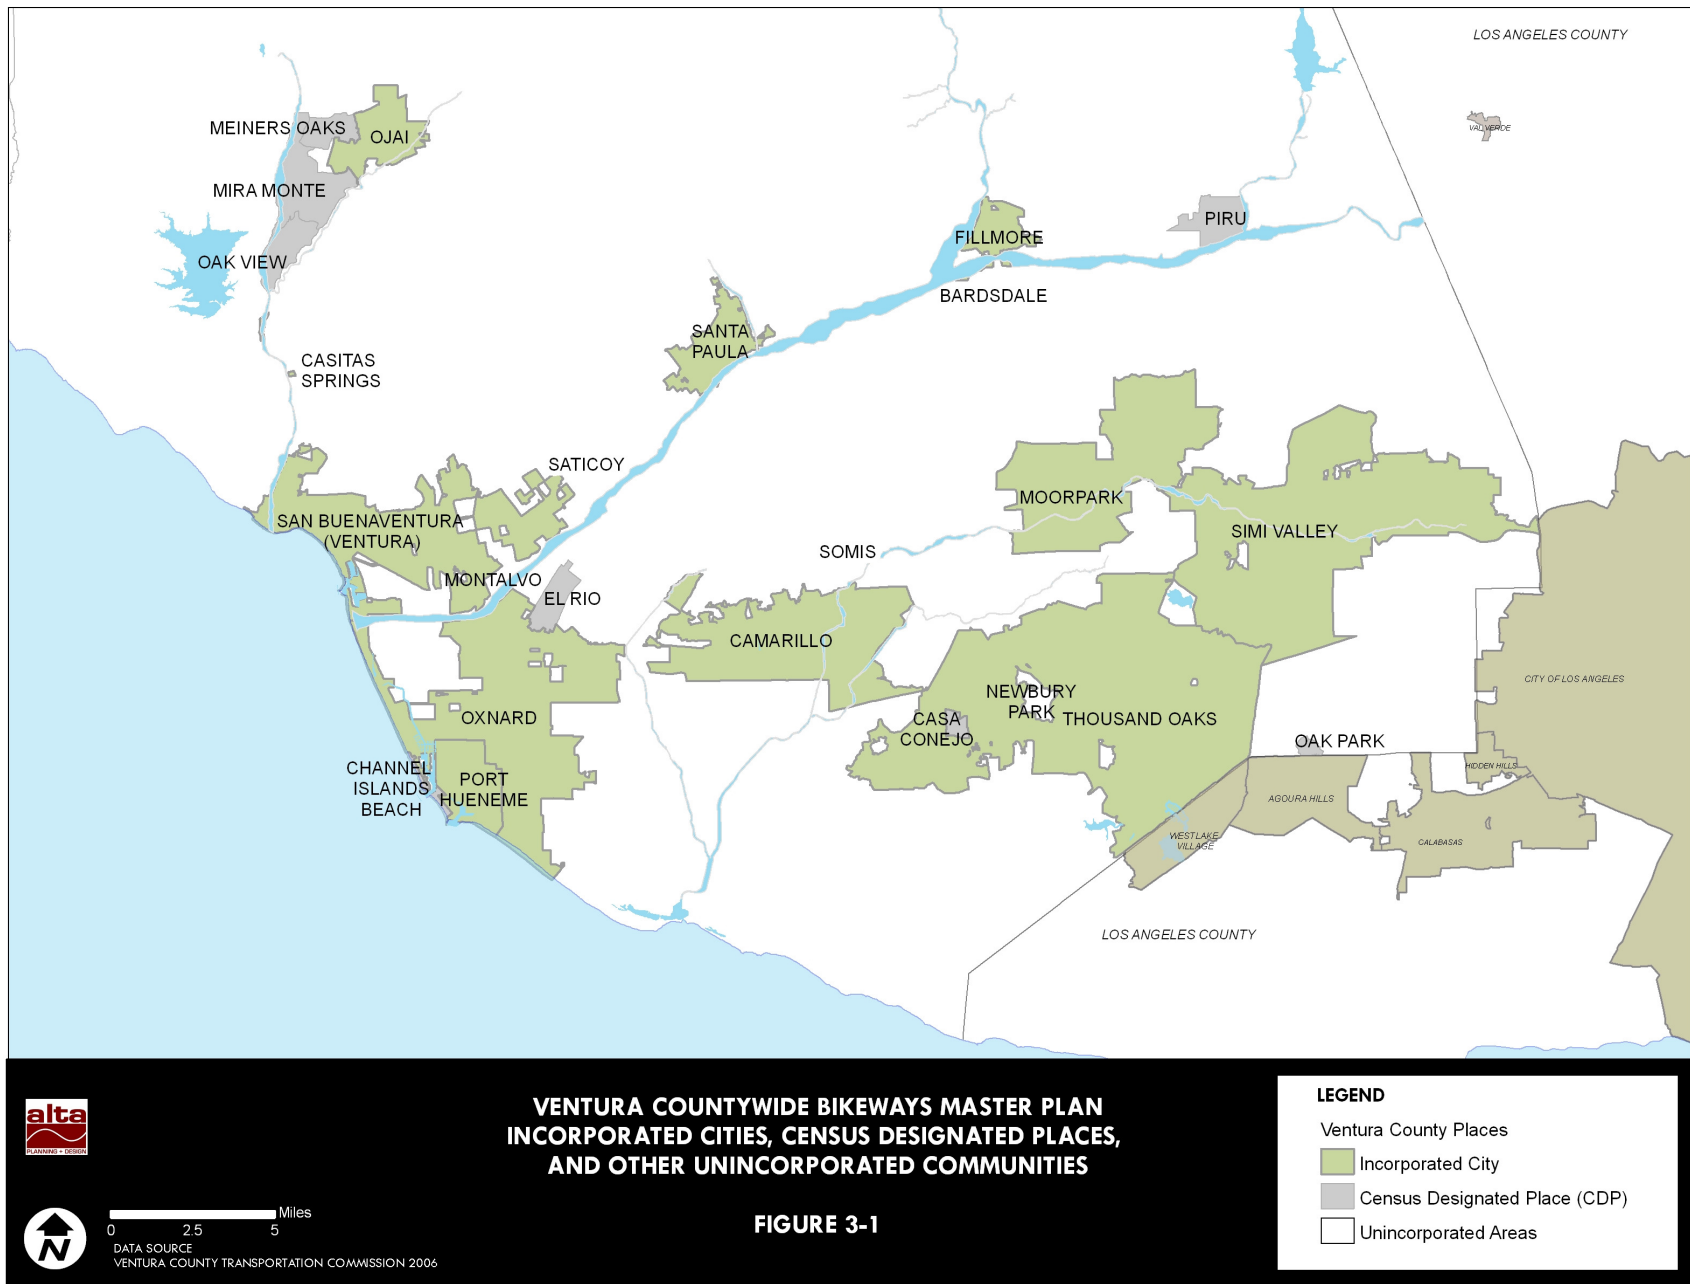 LOS ANGELES COUNTY
VAL VERDE
MEINERS OAKS
OJAI
MIRA MONTE
PIRU
FILLMORE
OAK VIEW
BARDSDALE
SANTA
PAULA
CASITAS
SPRINGS
SATICOY
MOORPARK
SAN BUENAVENTURA
(VENTURA)
SIMI VALLEY
SOMIS
MONTALVO
EL RIO
CAMARILLO
CITY OF LOS ANGELES
NEWBURY
PARK
THOUSAND OAKS
OXNARD
CASA
CONEJO
OAK PARK
HIDDEN HILLS
CHANNEL
ISLANDS
BEACH
PORT
HUENEME
AGOURA HILLS
WESTLAKE
VILLAGE
CALABASAS
LOS ANGELES COUNTY
alta
PLANNING + DESIGN
VENTURA COUNTYWIDE BIKEWAYS MASTER PLAN
INCORPORATED CITIES, CENSUS DESIGNATED PLACES,
AND OTHER UNINCORPORATED COMMUNITIES
FIGURE 3-1
N
Miles
0 2.5 5
DATA SOURCE
VENTURA COUNTY TRANSPORTATION COMMISSION 2006
LEGEND
Ventura County Places
Incorporated City
Census Designated Place (CDP)
Unincorporated Areas